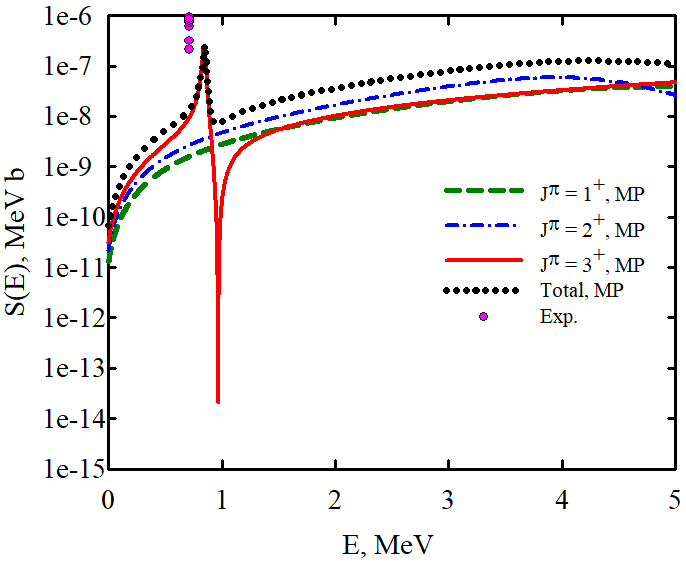 S(E), MeV b
1e-6
1e-7
1e-8
1e-9
1e-10
1e-11
1e-12
1e-13
1e-14
1e-15
Jπ = 1+, MP
Jπ = 2+, MP
Jπ = 3+, MP
Total, MP
Exp.
0 1 2 3 4 5
E, MeV